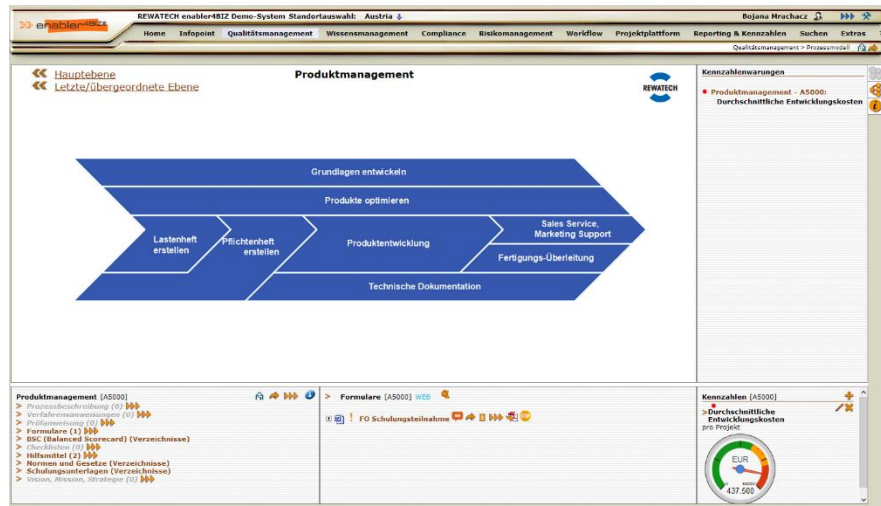 enabler4BIZ
REWATECH enabler4BIZ Demo-System Standortauswahl: Austria
Bojana Mrachacz
Home Infopoint Qualitätsmanagement Wissensmanagement Compliance Risikomanagement Workflow Projektplattform Reporting & Kennzahlen Suchen Extras
Qualitätsmanagement > Prozessmodell
Hauptebene
Letzte/übergeordnete Ebene
Produktmanagement
REWATECH
Grundlagen entwickeln
Produkte optimieren
Lastenheft
erstellen
Pflichtenheft
erstellen
Produktentwicklung
Sales Service,
Marketing Support
Fertigungs-Überleitung
Technische Dokumentation
Kennzahlenwarungen
Produktmanagement - A5000:
Durchschnittliche Entwicklungskosten
Produktmanagement [A5000]
> Prozessbeschreibung (0)
> Verfahrensanweisungen (0)
> Prüfanweisung (0)
> Formulare (1)
> BSC (Balanced Scorecard) (Verzeichnisse)
> Checklisten (0)
> Hilfsmittel (2)
> Normen und Gesetze (Verzeichnisse)
> Schulungsunterlagen (Verzeichnisse)
> Vision, Mission, Strategie (0)
> Formulare [A5000] WEB
! FO Schulungsteilnahme
Kennzahlen [A5000]
>Durchschnittliche
Entwicklungskosten
pro Projekt
EUR
437.500